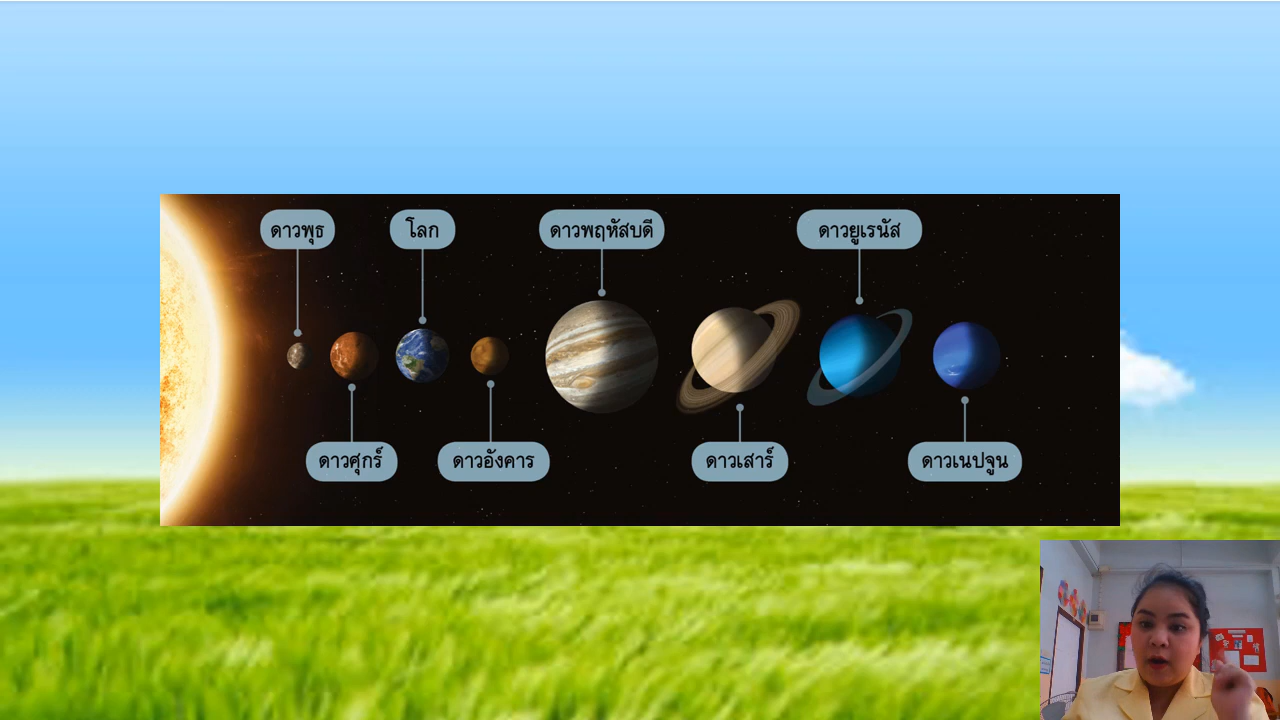 ดาวพุธ
โลก
ดาวพฤหัสบดี
ดาวยูเรนัส
ดาวศุกร์
ดาวอังคาร
ดาวเสาร์
ดาวเนปจูน